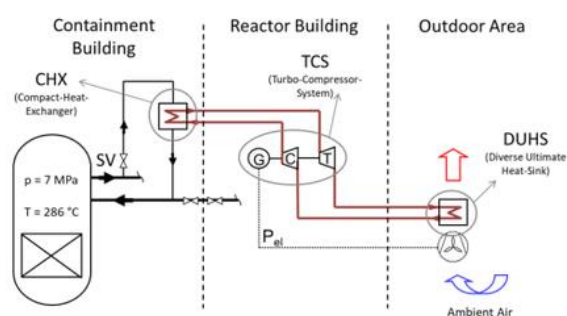 Containment
Building
Reactor Building
Outdoor Area
CHX
(Compact-Heat-
Exchanger)
TCS
(Turbo-Compressor-
System)
SV
G
C
T
DUHS
(Diverse Ultimate
Heat-Sink)
p = 7 MPa
T = 286 °C
Pel
Ambient Air